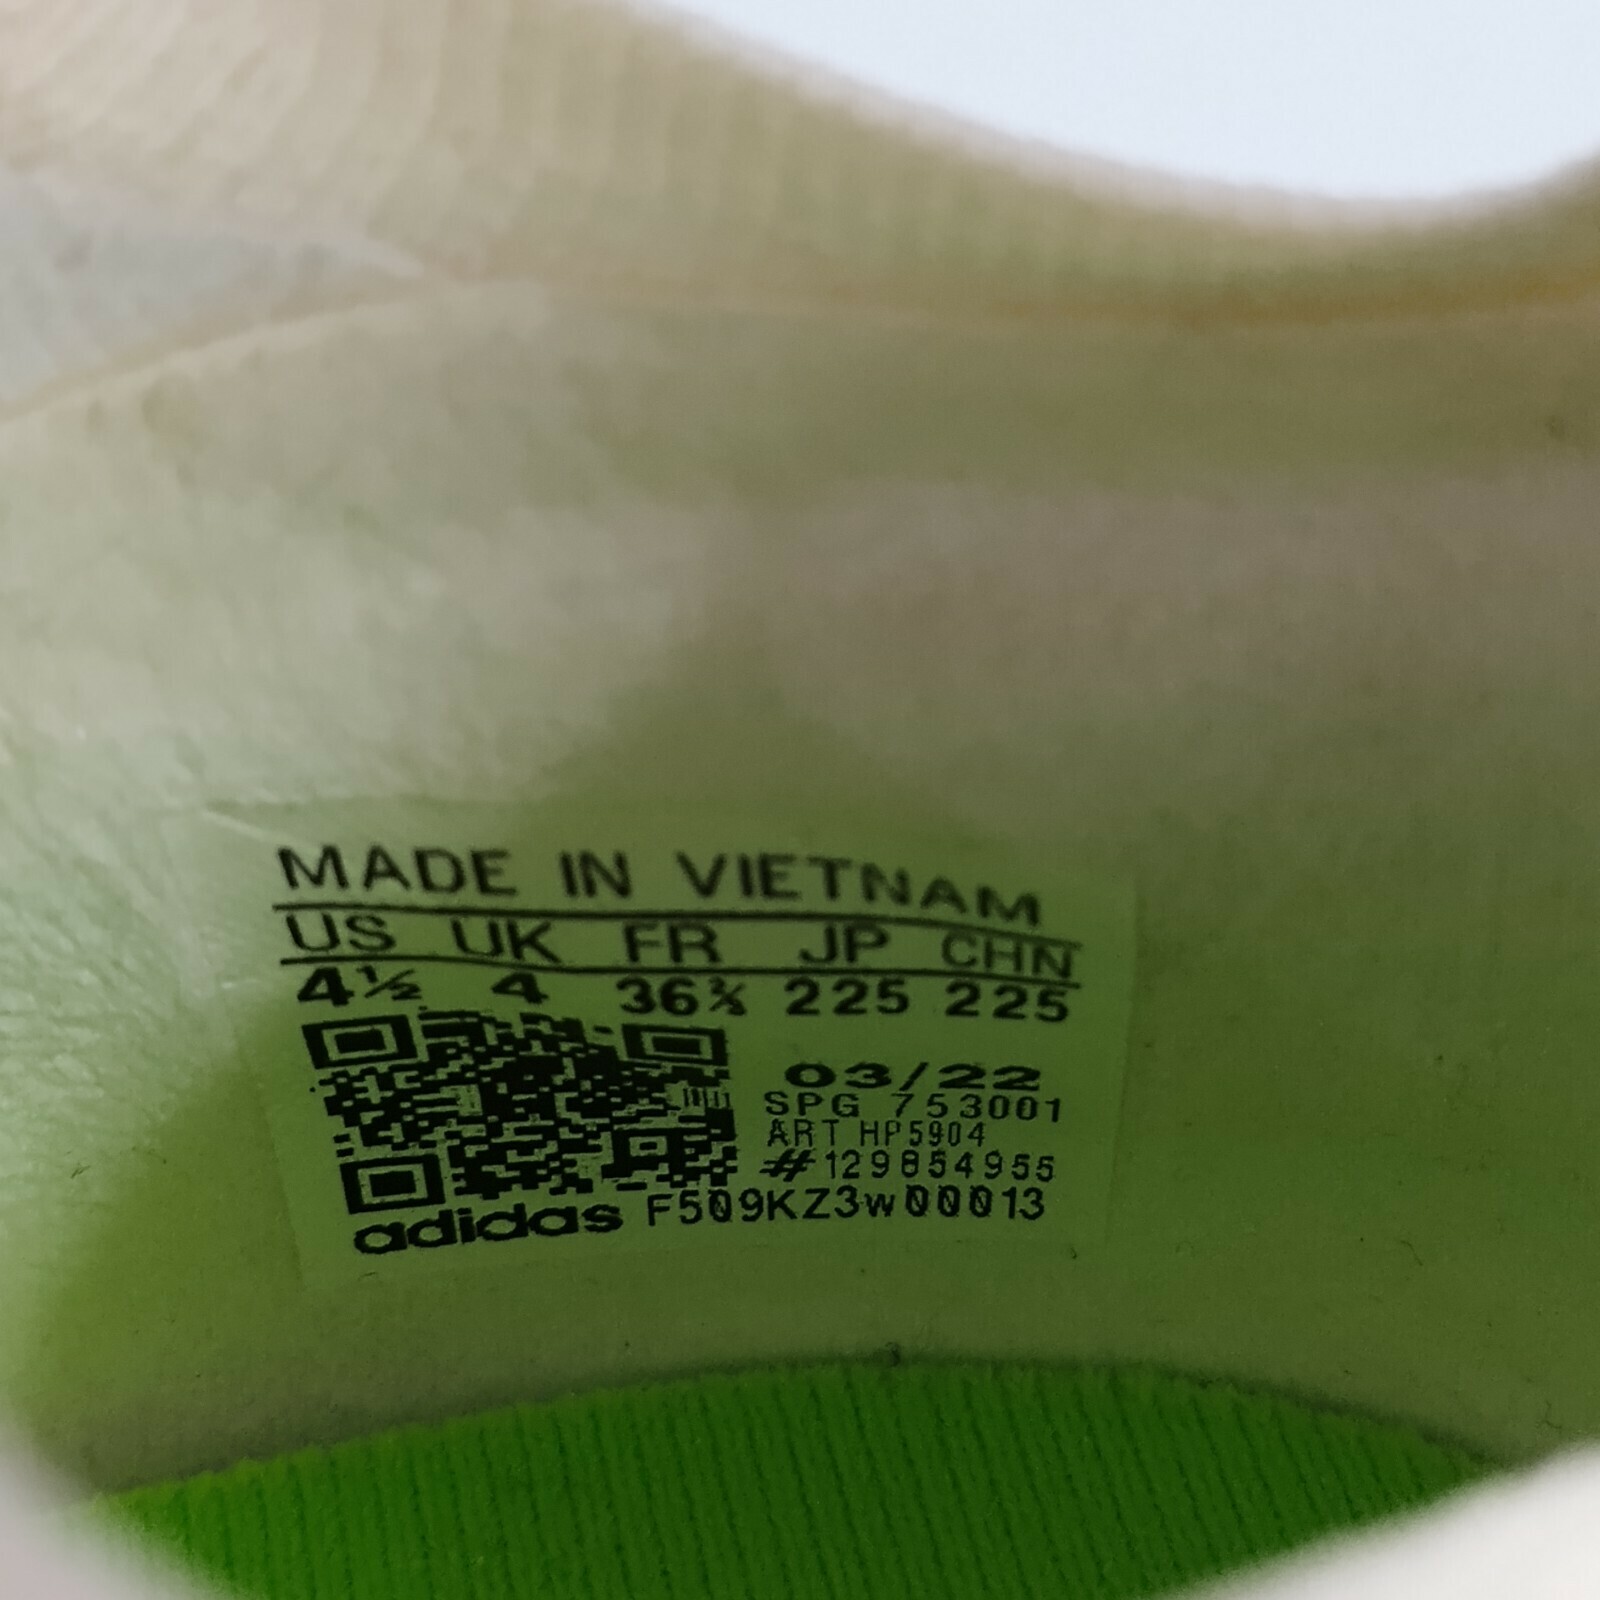 MADE IN VIETNAM
US UK FR JP CHN
4½ 4 36⅔ 225 225
03/22
SPG 753001
ART HP5904
#129854955
adidas F509KZ3W00013